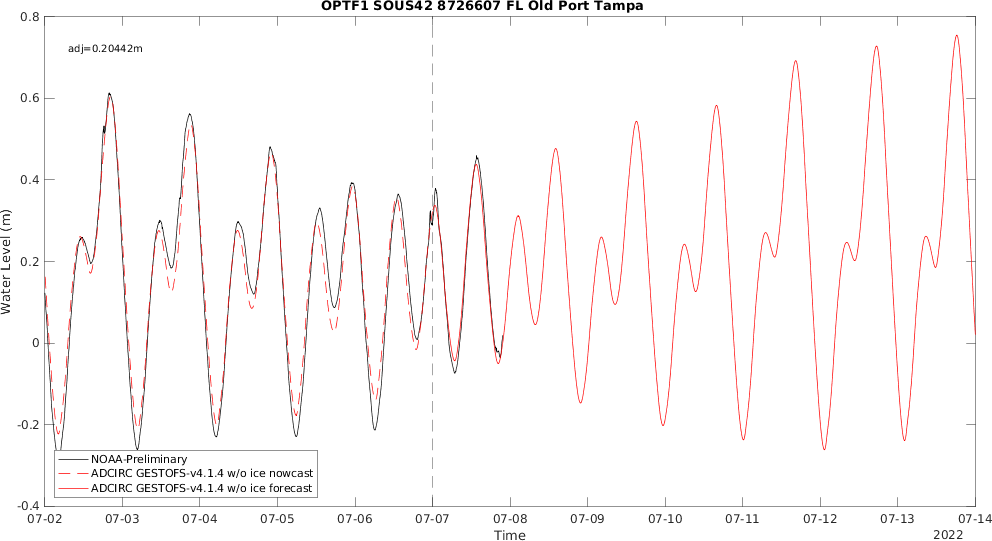 OPTF1 SOUS42 8726607 FL Old Port Tampa
0.8
adj=0.20442m
0.6
0.4
0.2
0
-0.2
-0.4
Water Level (m)
NOAA-Preliminary
ADCIRC GESTOFS-v4.1.4 w/o ice nowcast
ADCIRC GESTOFS-v4.1.4 w/o ice forecast
07-02 07-03 07-04 07-05 07-06 07-07 07-08 07-09 07-10 07-11 07-12 07-13 07-14
Time
2022